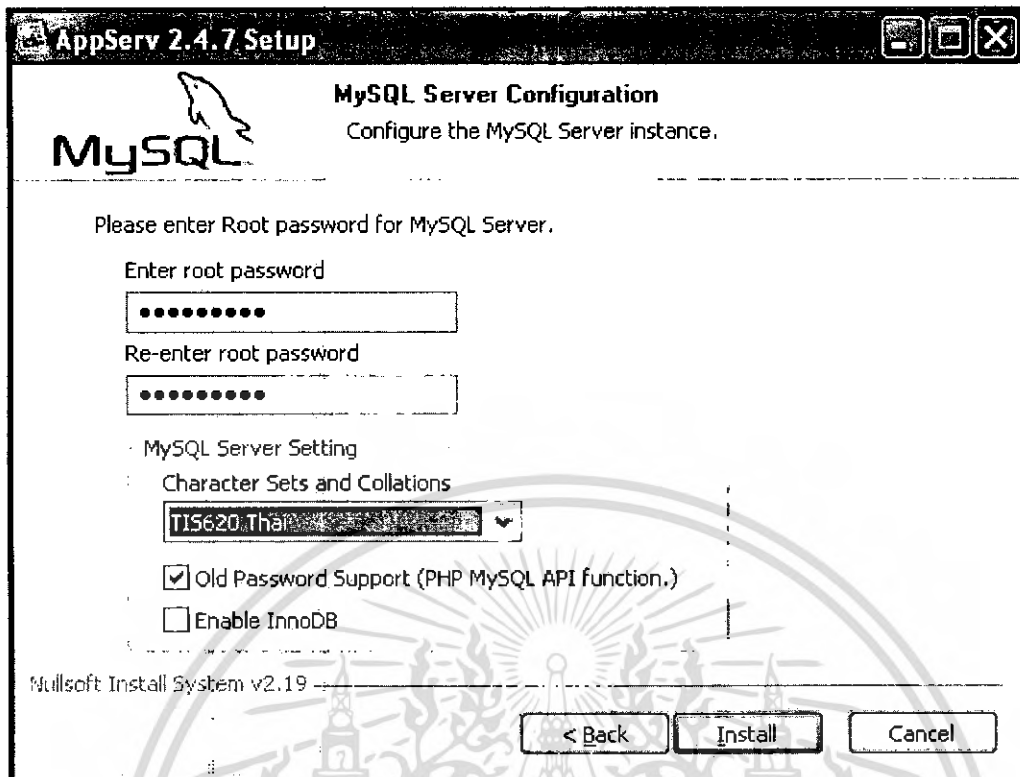 AppServ 2.4.7 Setup
MySQL
MySQL Server Configuration
Configure the MySQL Server instance.
Please enter Root password for MySQL Server.
Enter root password
•••••••••
Re-enter root password
•••••••••
MySQL Server Setting
Character Sets and Collations
TIS620 Thai
Old Password Support (PHP MySQL API function.)
Enable InnoDB
Nullsoft Install System v2.19
< Back
Install
Cancel